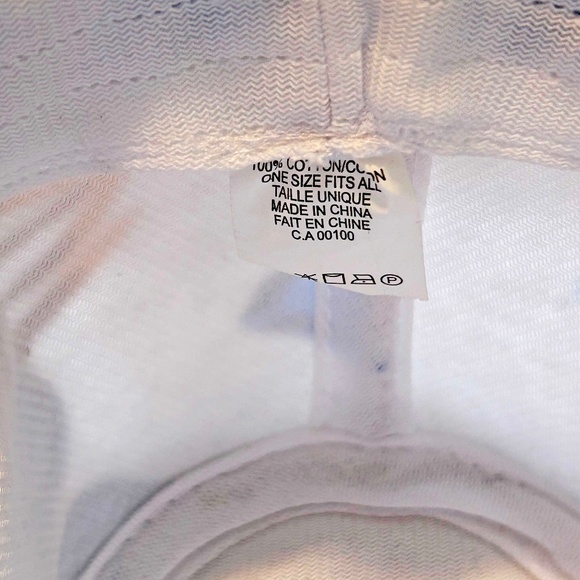 100% COTTON/COTON
ONE SIZE FITS ALL
TAILLE UNIQUE
MADE IN CHINA
FAIT EN CHINE
C.A 00100
P